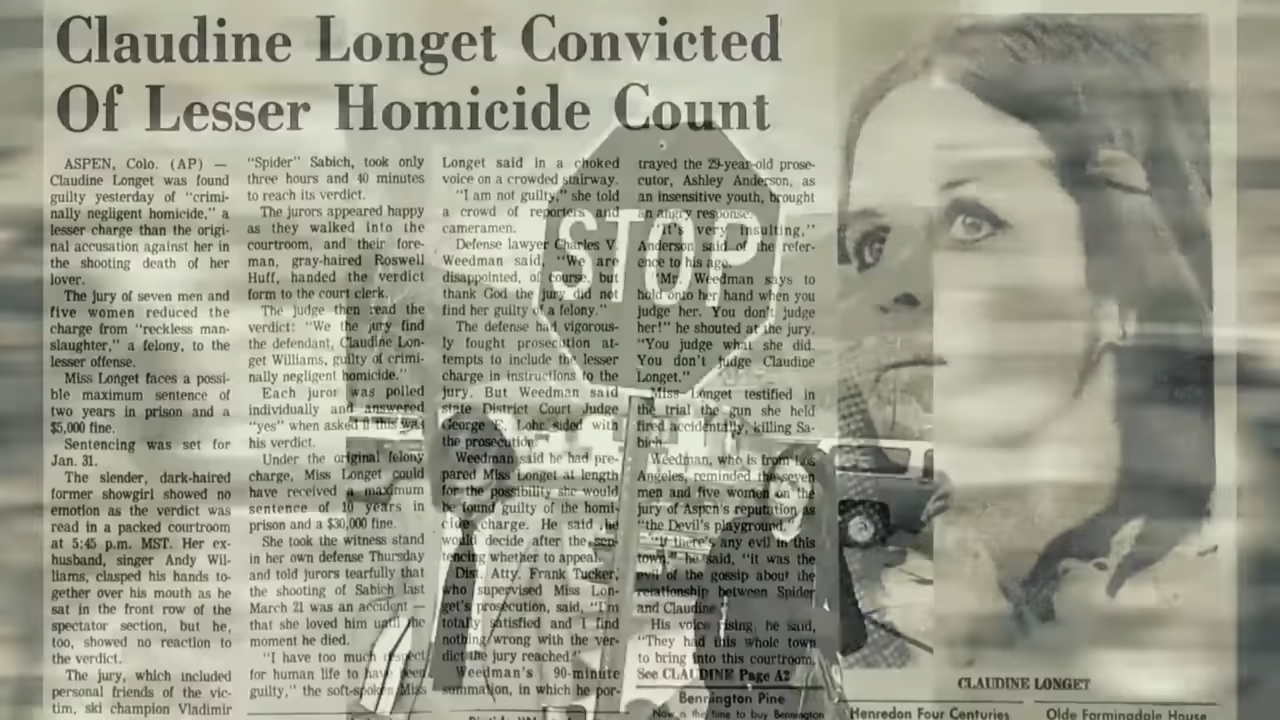 Claudine Longet Convicted
Of Lesser Homicide Count
ASPEN, Colo. (AP) —
Claudine Longet was found
guilty yesterday of "crimi-
nally negligent homicide," a
lesser charge than the origi-
nal accusation against her in
the shooting death of her
lover.
The jury of seven men and
five women reduced the
charge from "reckless man-
slaughter," a felony, to the
lesser offense.
Miss Longet faces a possi-
ble maximum sentence of
two years in prison and a
$5,000 fine.
Sentencing was set for
Jan. 31.
The slender, dark-haired
former showgirl showed no
emotion as the verdict was
read in a packed courtroom
at 5:45 p.m. MST. Her ex-
husband, singer Andy Wil-
liams, clasped his hands to-
gether over his mouth as he
sat in the front row of the
spectator section, but he,
too, showed no reaction to
the verdict.
The jury, which included
personal friends of the vic-
tim, ski champion Vladimir
"Spider" Sabich, took only
three hours and 40 minutes
to reach its verdict.
The jurors appeared happy
as they walked into the
courtroom, and their fore-
man, gray-haired Roswell
Huff, handed the verdict
form to the court clerk.
The judge then read the
verdict: "We the jury find
the defendant, Claudine Lon-
get Williams, guilty of crimi-
nally negligent homicide."
Each juror was polled
individually and answered
"yes" when asked if this was
his verdict.
Under the original felony
charge, Miss Longet could
have received a maximum
sentence of 10 years in
prison and a $30,000 fine.
She took the witness stand
in her own defense Thursday
and told jurors tearfully that
the shooting of Sabich last
March 21 was an accident —
that she loved him until the
moment he died.
"I have too much respect
for human life to have been
guilty," the soft-spoken Miss
Longet said in a choked
voice on a crowded stairway.
"I am not guilty," she told
a crowd of reporters and
cameramen.
Defense lawyer Charles V.
Weedman said, "We are
disappointed, of course, but
thank God the jury did not
find her guilty of a felony."
The defense had vigorous-
ly fought prosecution at-
tempts to include the lesser
charge in instructions to the
jury. But Weedman said
state District Court Judge
George E. Lohr sided with
the prosecution.
Weedman said he had pre-
pared Miss Longet at length
for the possibility she would
be found guilty of the homi-
cide charge. He said he
would decide after the sen-
tencing whether to appeal.
Dist. Atty. Frank Tucker,
who supervised Miss Lon-
get's prosecution, said, "I'm
totally satisfied and I find
nothing wrong with the ver-
dict the jury reached."
Weedman's 90-minute
summation, in which he por-
trayed the 29-year-old prose-
cutor, Ashley Anderson, as
an insensitive youth, brought
an angry response.
"It's very insulting,"
Anderson said of the refer-
ence to his age.
"Mr. Weedman says to
hold onto her hand when you
judge her. You don't judge
her!" he shouted at the jury.
"You judge what she did.
You don't judge Claudine
Longet."
Miss Longet testified in
the trial the gun she held
fired accidentally, killing Sa-
bich.
Weedman, who is from Los
Angeles, reminded the seven
men and five women on the
jury of Aspen's reputation as
"the Devil's playground."
"If there's any evil in this
town," he said, "it was the
evil of the gossip about the
relationship between Spider
and Claudine
His voice rising, he said,
"They had this whole town
to bring into this courtroom.
See CLAUDINE Page A2
STOP
CLAUDINE LONGET
Bennington Pine
Now is the time to buy Bennington
Henredon Four Centuries
Olde Farmingdale House